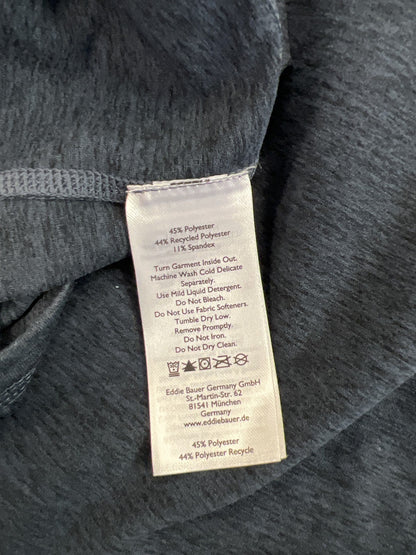 45% Polyester
44% Recycled Polyester
11% Spandex
Turn Garment Inside Out.
Machine Wash Cold Delicate
Separately.
Use Mild Liquid Detergent.
Do Not Bleach.
Do Not Use Fabric Softeners.
Tumble Dry Low.
Remove Promptly.
Do Not Iron.
Do Not Dry Clean.
Eddie Bauer Germany GmbH
St.-Martin-Str. 62
81541 München
Germany
www.eddiebauer.de
45% Polyester
44% Polyester Recycle